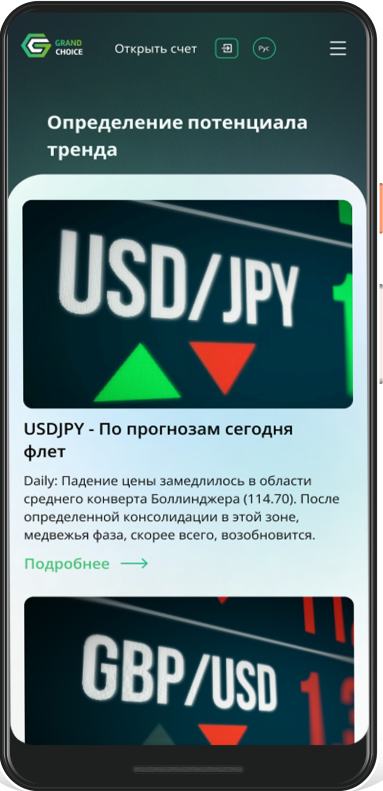 GRAND
CHOICE
Открыть счет
Рус
Определение потенциала
тренда
USD/JPY
USDJPY - По прогнозам сегодня
флет
Daily: Падение цены замедлилось в области
среднего конверта Боллинджера (114.70). После
определенной консолидации в этой зоне,
медвежья фаза, скорее всего, возобновится.
Подробнее
GBP/USD